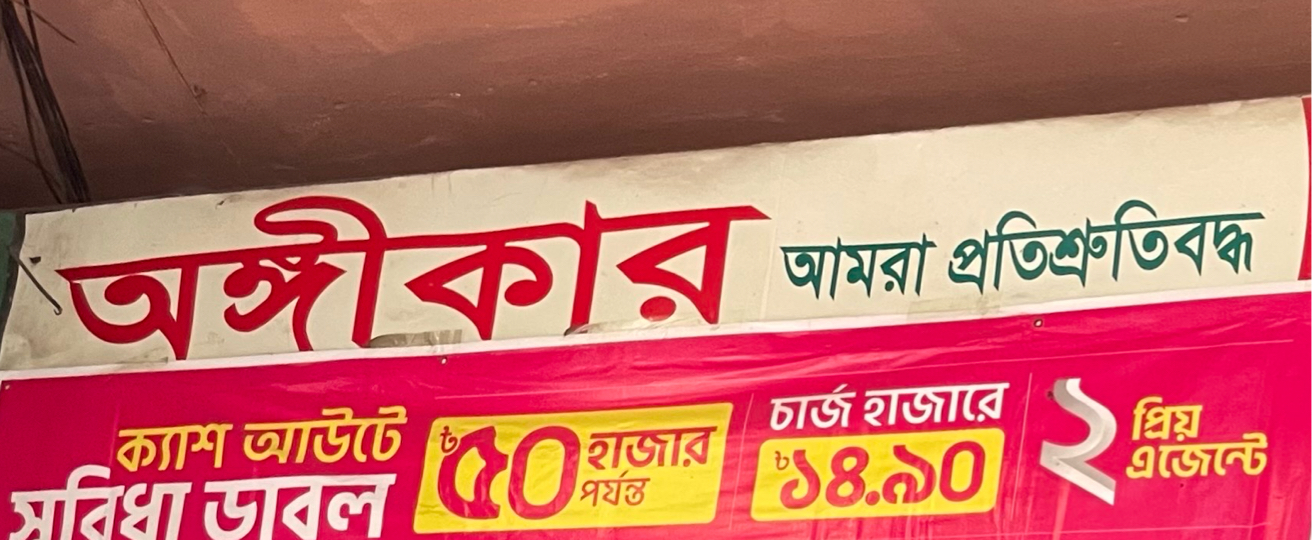 অঙ্গীকার আমরা প্রতিশ্রুতিবদ্ধ
ক্যাশ আউটে
সুবিধা ডাবল
৳৫০ হাজার
পর্যন্ত
চার্জ হাজারে
৳১৪.৯০
২ প্রিয়
এজেন্টে